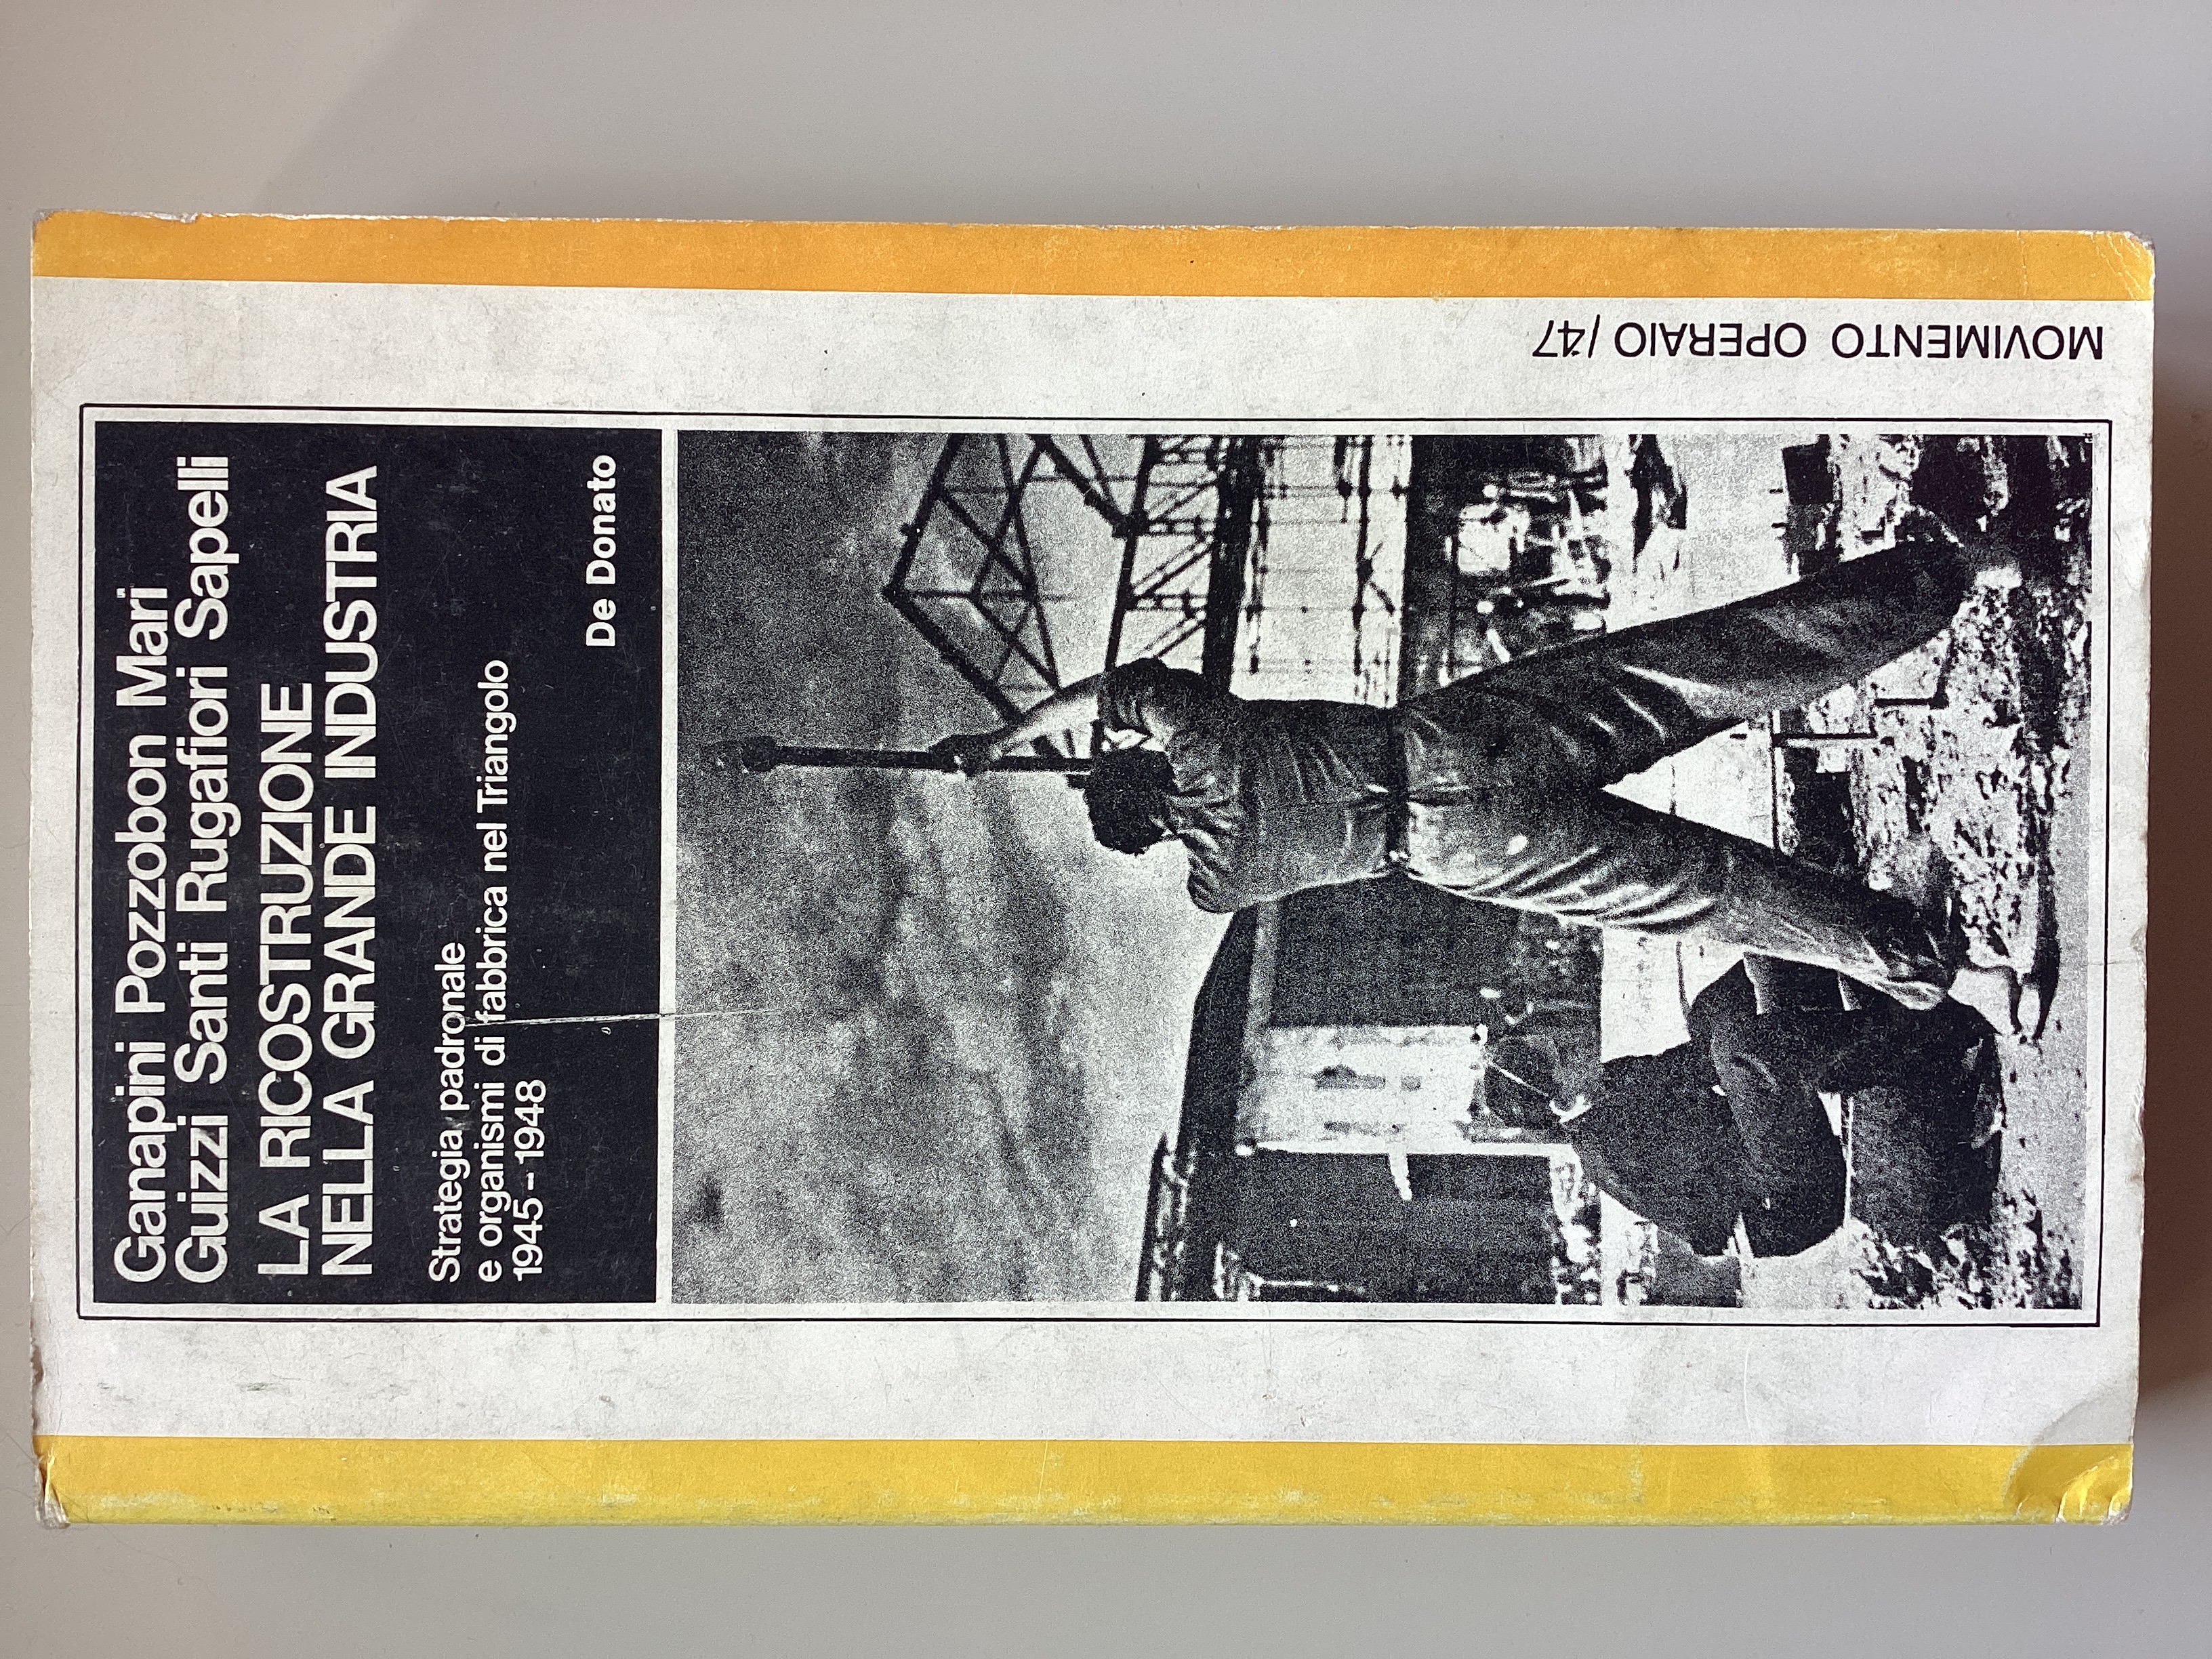 Ganapini Pozzobon Mari
Guizzi Santi Rugafiori Sapelli
LA RICOSTRUZIONE
NELLA GRANDE INDUSTRIA
Strategia padronale
e organismi di fabbrica nel Triangolo
1945-1948
De Donato
MOVIMENTO OPERAIO /47